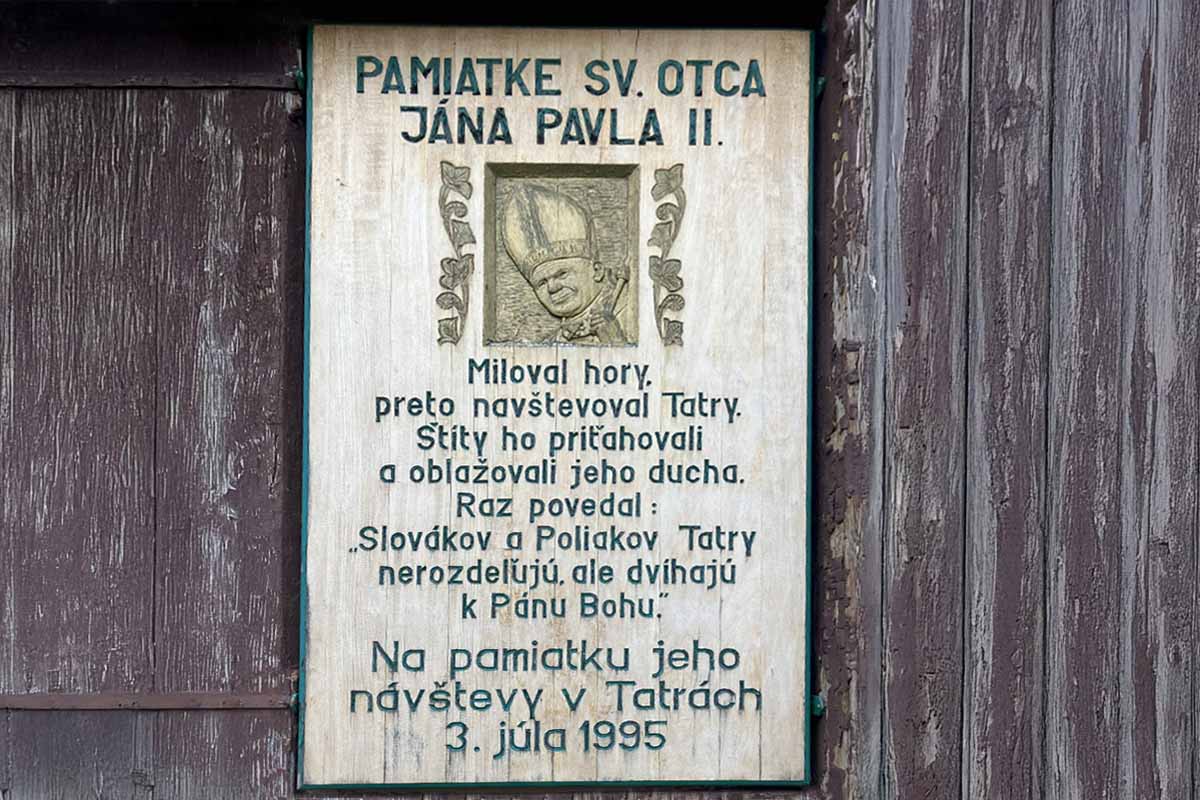 PAMIATKE SV. OTCA
JÁNA PAVLA II.
Miloval hory,
preto navštevoval Tatry.
Štíty ho priťahovali
a oblažovali jeho ducha.
Raz povedal:
„Slovákov a Poliakov Tatry
nerozdeľujú, ale dvíhajú
k Pánu Bohu."
Na pamiatku jeho
návštevy v Tatrách
3. júla 1995